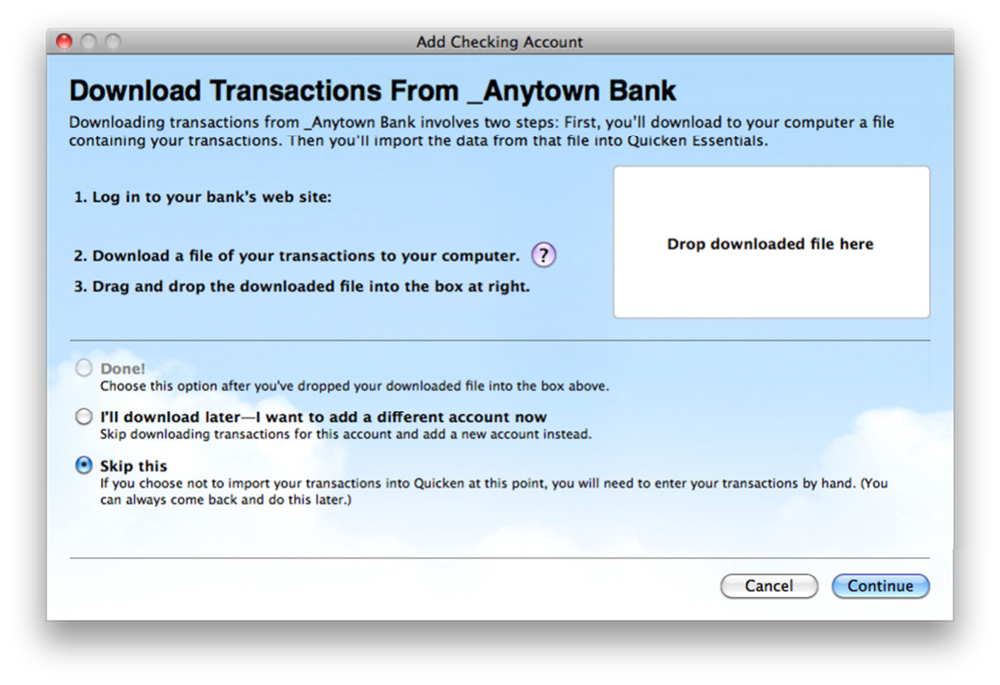 Add Checking Account
Download Transactions From _Anytown Bank
Downloading transactions from _Anytown Bank involves two steps: First, you'll download to your computer a file
containing your transactions. Then you'll import the data from that file into Quicken Essentials.
1. Log in to your bank's web site:
2. Download a file of your transactions to your computer. ?
3. Drag and drop the downloaded file into the box at right.
Drop downloaded file here
Done!
Choose this option after you've dropped your downloaded file into the box above.
I'll download later—I want to add a different account now
Skip downloading transactions for this account and add a new account instead.
Skip this
If you choose not to import your transactions into Quicken at this point, you will need to enter your transactions by hand. (You
can always come back and do this later.)
Cancel
Continue